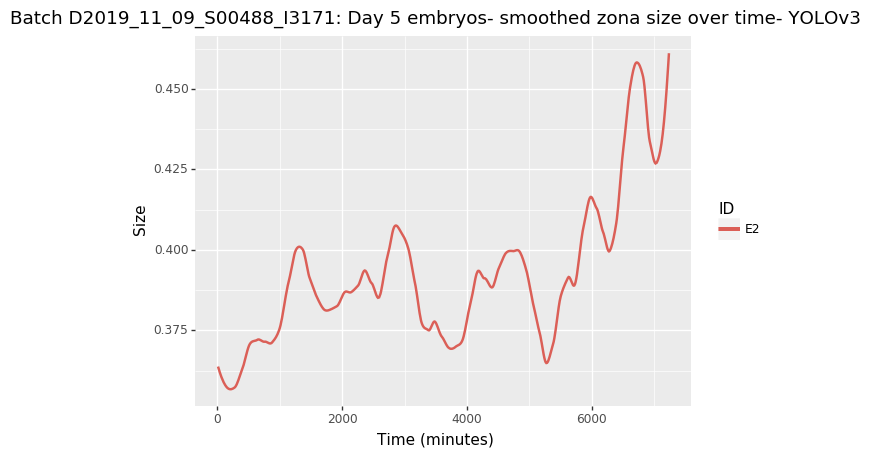 Batch D2019_11_09_S00488_I3171: Day 5 embryos- smoothed zona size over time- YOLOv3
0.450
0.425
0.400
0.375
Size
0
2000
4000
6000
Time (minutes)
ID
E2